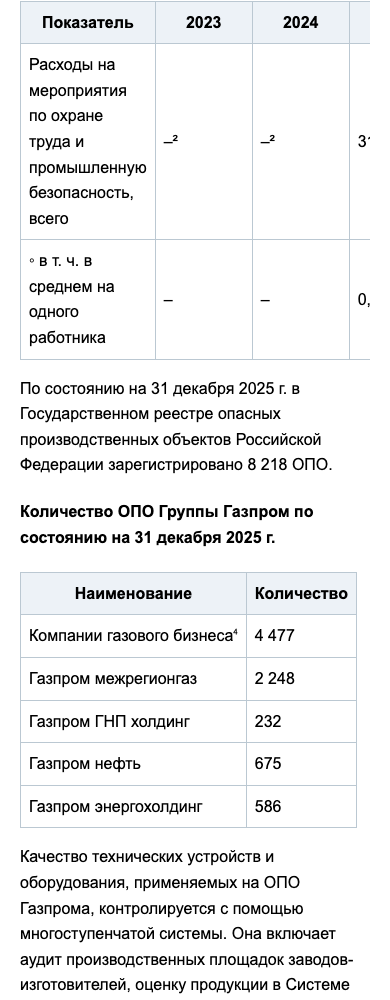 Показатель 2023 2024
Расходы на
мероприятия
по охране
труда и
промышленную
безопасность,
всего
–² –²
◦ в т. ч. в
среднем на
одного
работника
– –
По состоянию на 31 декабря 2025 г. в
Государственном реестре опасных
производственных объектов Российской
Федерации зарегистрировано 8 218 ОПО.
Количество ОПО Группы Газпром по
состоянию на 31 декабря 2025 г.
Наименование Количество
Компании газового бизнеса⁴ 4 477
Газпром межрегионгаз 2 248
Газпром ГНП холдинг 232
Газпром нефть 675
Газпром энергохолдинг 586
Качество технических устройств и
оборудования, применяемых на ОПО
Газпрома, контролируется с помощью
многоступенчатой системы. Она включает
аудит производственных площадок заводов-
изготовителей, оценку продукции в Системе